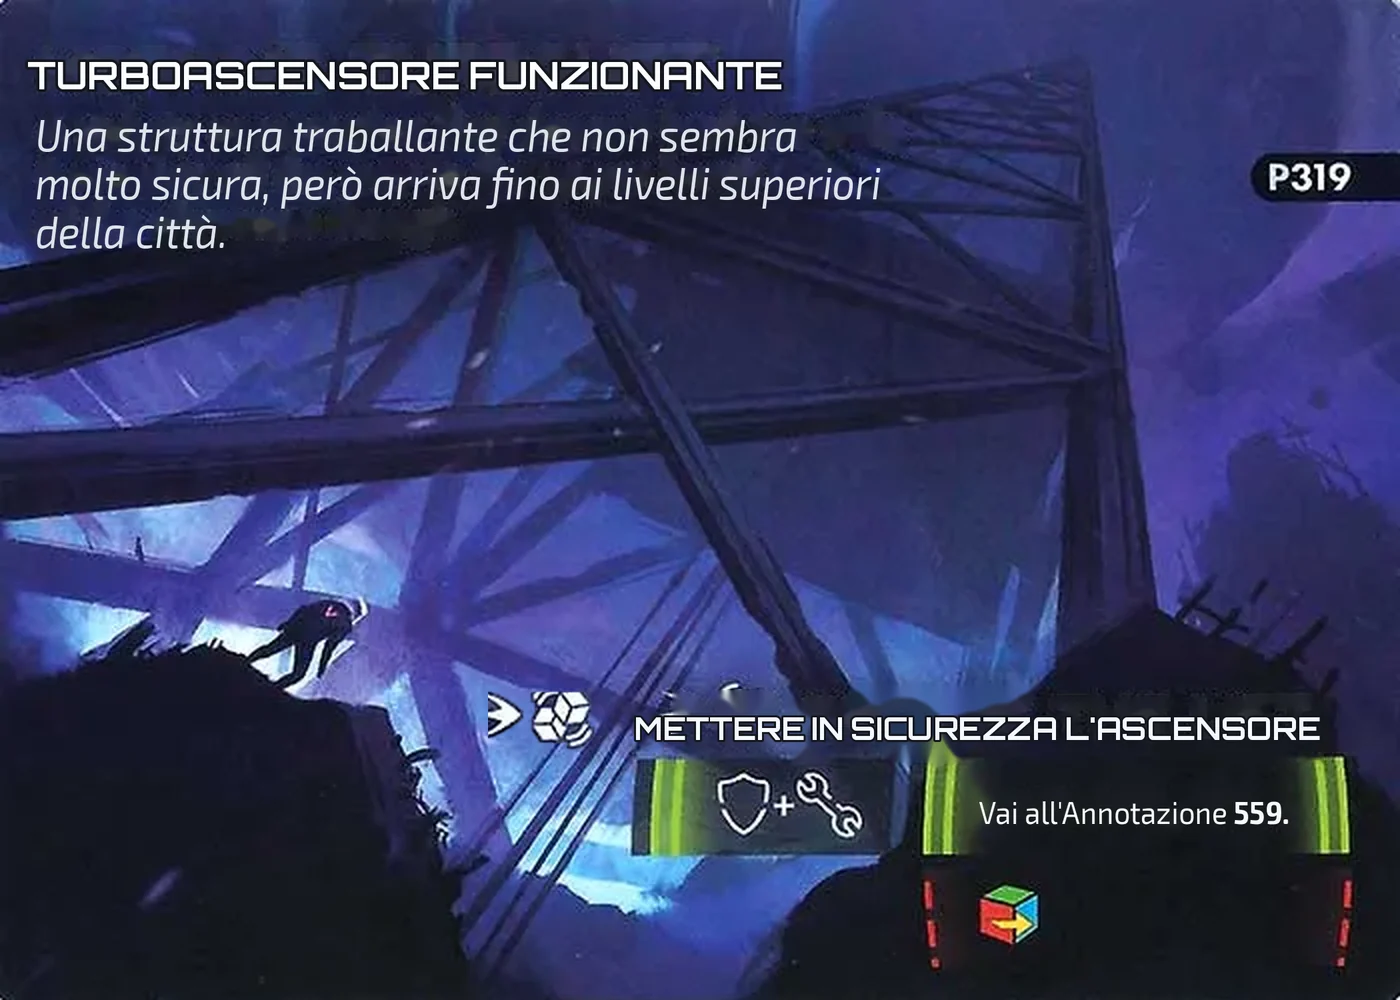 TURBOASCENSORE FUNZIONANTE
Una struttura traballante che non sembra
molto sicura, però arriva fino ai livelli superiori
della città.
P319
METTERE IN SICUREZZA L'ASCENSORE
+
Vai all'Annotazione 559.